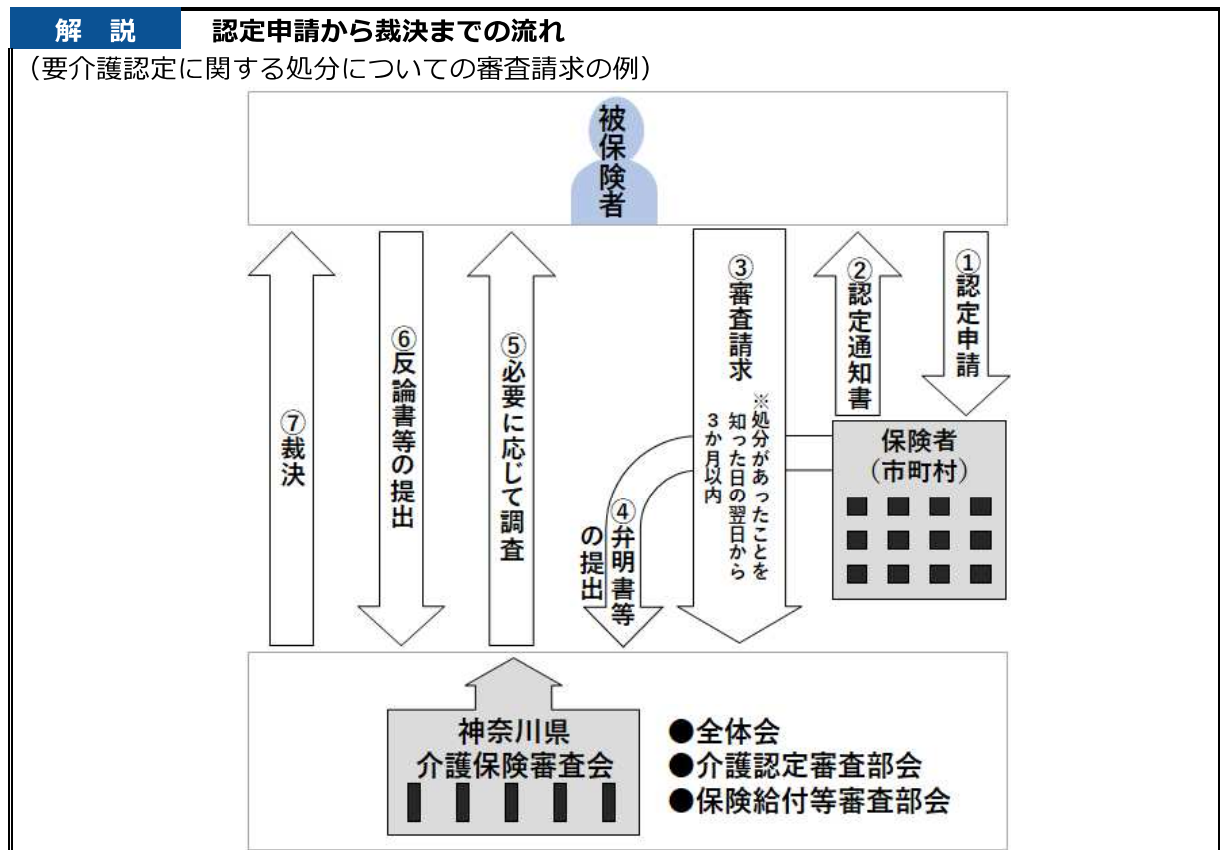 解 説
認定申請から裁決までの流れ
（要介護認定に関する処分についての審査請求の例）
被保険者
①認定申請
②認定通知書
③審査請求
※処分があったことを
知った日の翌日から
３か月以内
保険者
（市町村）
④弁明書等
の提出
⑤必要に応じて調査
⑥反論書等の提出
⑦裁決
神奈川県
介護保険審査会
●全体会
●介護認定審査部会
●保険給付等審査部会